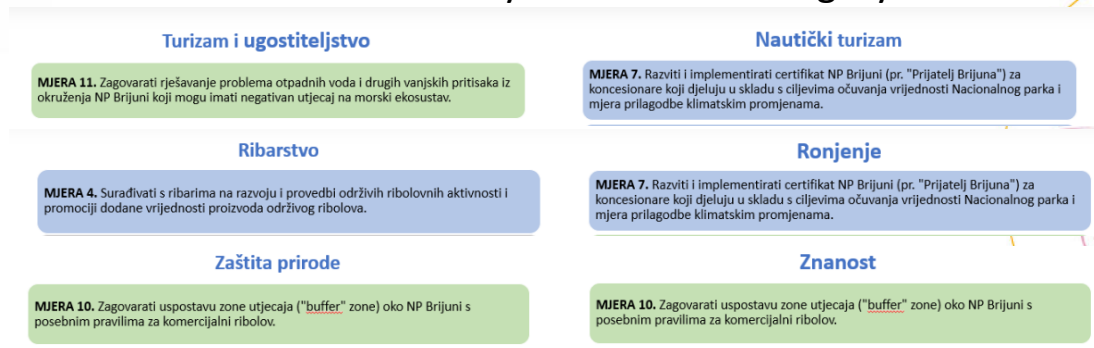 Turizam i ugostiteljstvo
MJERA 11. Zagovarati rješavanje problema otpadnih voda i drugih vanjskih pritisaka iz
okruženja NP Brijuni koji mogu imati negativan utjecaj na morski ekosustav.
Nautički turizam
MJERA 7. Razviti i implementirati certifikat NP Brijuni (pr. "Prijatelj Brijuna") za
koncesionare koji djeluju u skladu s ciljevima očuvanja vrijednosti Nacionalnog parka i
mjera prilagodbe klimatskim promjenama.
Ribarstvo
MJERA 4. Surađivati s ribarima na razvoju i provedbi održivih ribolovnih aktivnosti i
promociji dodane vrijednosti proizvoda održivog ribolova.
Ronjenje
MJERA 7. Razviti i implementirati certifikat NP Brijuni (pr. "Prijatelj Brijuna") za
koncesionare koji djeluju u skladu s ciljevima očuvanja vrijednosti Nacionalnog parka i
mjera prilagodbe klimatskim promjenama.
Zaštita prirode
MJERA 10. Zagovarati uspostavu zone utjecaja ("buffer" zone) oko NP Brijuni s
posebnim pravilima za komercijalni ribolov.
Znanost
MJERA 10. Zagovarati uspostavu zone utjecaja ("buffer" zone) oko NP Brijuni s
posebnim pravilima za komercijalni ribolov.